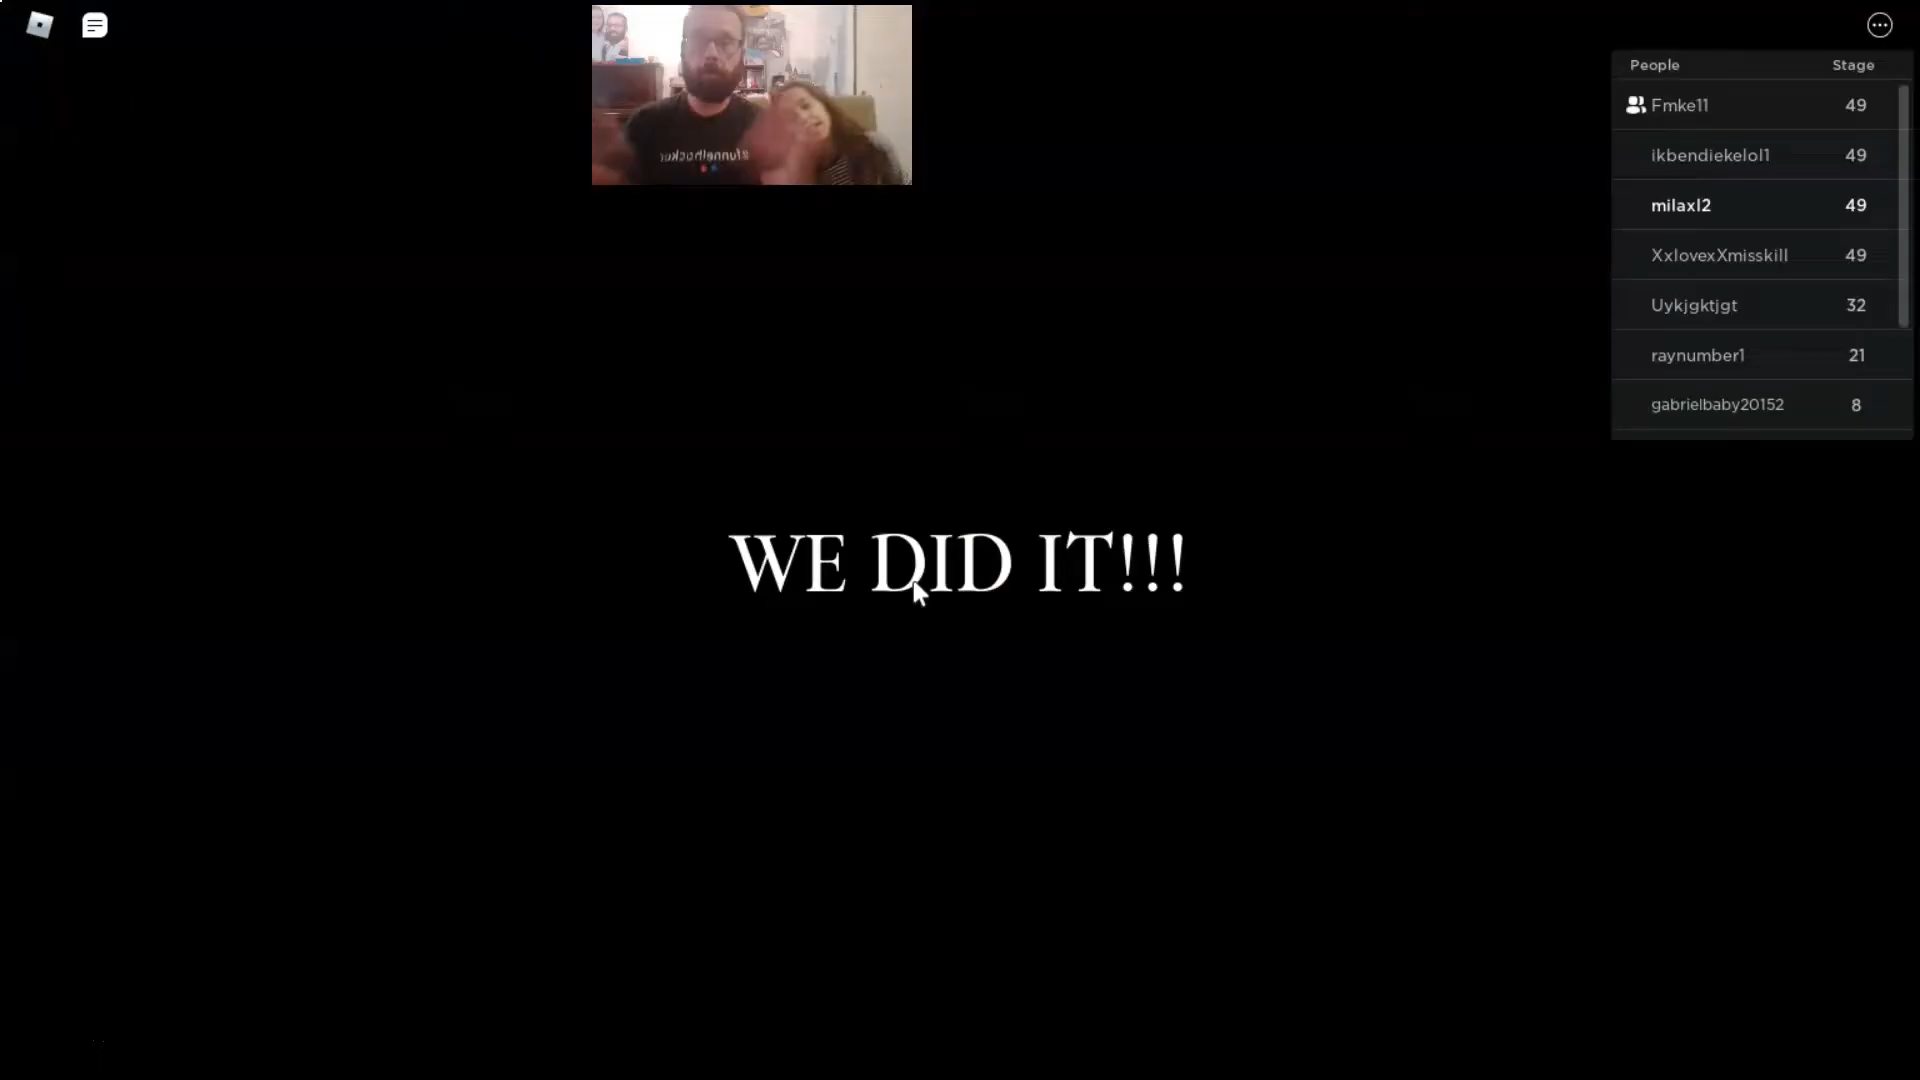 People Stage
Fmke11 49
ikbendiekelol1 49
milaxl2 49
XxlovexXmisskill 49
Uykjgktjgt 32
raynumber1 21
gabrielbaby20152 8
#funnelhacker
WE DID IT!!!